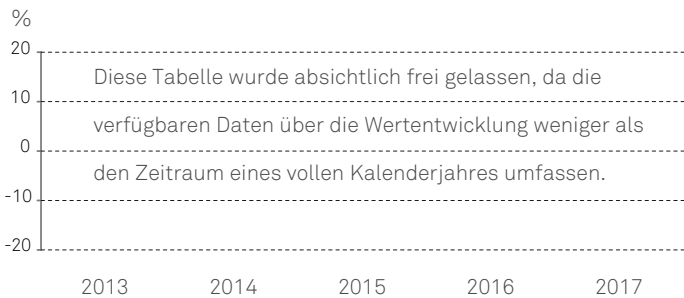 %
20
Diese Tabelle wurde absichtlich frei gelassen, da die
10
verfügbaren Daten über die Wertentwicklung weniger als
0
den Zeitraum eines vollen Kalenderjahres umfassen.
-10
-20
2013 2014 2015 2016 2017